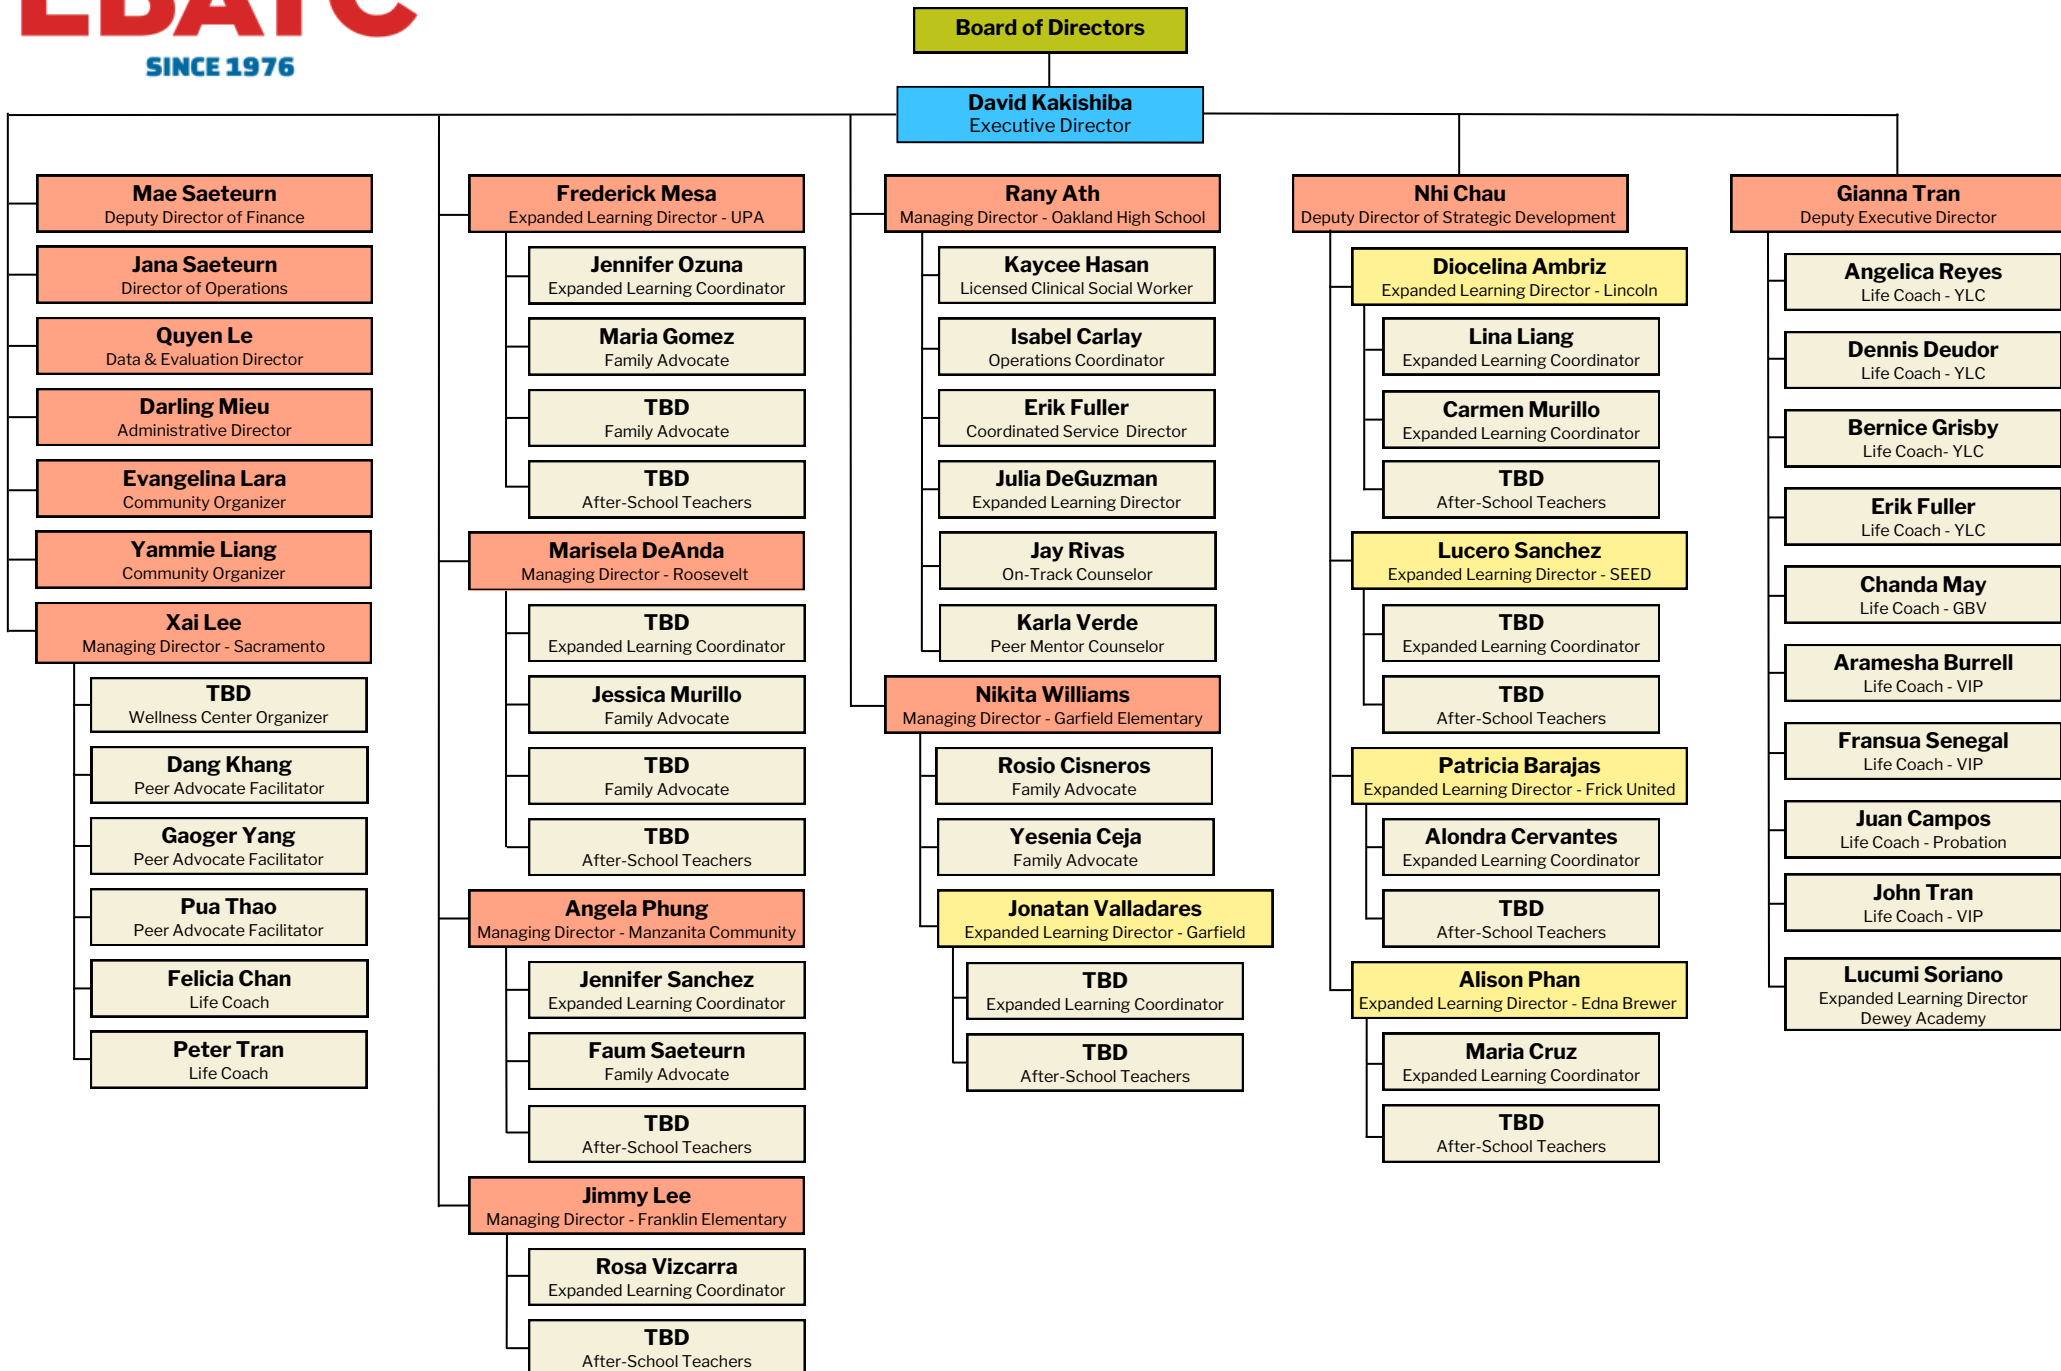 EBAYC
SINCE 1976
Board of Directors
David Kakishiba
Executive Director
Mae Saeteurn
Deputy Director of Finance
Jana Saeteurn
Director of Operations
Quyen Le
Data & Evaluation Director
Darling Mieu
Administrative Director
Evangelina Lara
Community Organizer
Yammie Liang
Community Organizer
Xai Lee
Managing Director - Sacramento
TBD
Wellness Center Organizer
Dang Khang
Peer Advocate Facilitator
Gaoger Yang
Peer Advocate Facilitator
Pua Thao
Peer Advocate Facilitator
Felicia Chan
Life Coach
Peter Tran
Life Coach
Frederick Mesa
Expanded Learning Director - UPA
Jennifer Ozuna
Expanded Learning Coordinator
Maria Gomez
Family Advocate
TBD
Family Advocate
TBD
After-School Teachers
Marisela DeAnda
Managing Director - Roosevelt
TBD
Expanded Learning Coordinator
Jessica Murillo
Family Advocate
TBD
Family Advocate
TBD
After-School Teachers
Angela Phung
Managing Director - Manzanita Community
Jennifer Sanchez
Expanded Learning Coordinator
Faum Saeteurn
Family Advocate
TBD
After-School Teachers
Jimmy Lee
Managing Director - Franklin Elementary
Rosa Vizcarra
Expanded Learning Coordinator
TBD
After-School Teachers
Rany Ath
Managing Director - Oakland High School
Kaycee Hasan
Licensed Clinical Social Worker
Isabel Carlay
Operations Coordinator
Erik Fuller
Coordinated Service Director
Julia DeGuzman
Expanded Learning Director
Jay Rivas
On-Track Counselor
Karla Verde
Peer Mentor Counselor
Nikita Williams
Managing Director - Garfield Elementary
Rosio Cisneros
Family Advocate
Yesenia Ceja
Family Advocate
Jonatan Valladares
Expanded Learning Director - Garfield
TBD
Expanded Learning Coordinator
TBD
After-School Teachers
Nhi Chau
Deputy Director of Strategic Development
Diocelina Ambriz
Expanded Learning Director - Lincoln
Lina Liang
Expanded Learning Coordinator
Carmen Murillo
Expanded Learning Coordinator
TBD
After-School Teachers
Lucero Sanchez
Expanded Learning Director - SEED
TBD
Expanded Learning Coordinator
TBD
After-School Teachers
Patricia Barajas
Expanded Learning Director - Frick United
Alondra Cervantes
Expanded Learning Coordinator
TBD
After-School Teachers
Alison Phan
Expanded Learning Director - Edna Brewer
Maria Cruz
Expanded Learning Coordinator
TBD
After-School Teachers
Gianna Tran
Deputy Executive Director
Angelica Reyes
Life Coach - YLC
Dennis Deudor
Life Coach - YLC
Bernice Grisby
Life Coach- YLC
Erik Fuller
Life Coach - YLC
Chanda May
Life Coach - GBV
Aramesha Burrell
Life Coach - VIP
Fransua Senegal
Life Coach - VIP
Juan Campos
Life Coach - Probation
John Tran
Life Coach - VIP
Lucumi Soriano
Expanded Learning Director
Dewey Academy